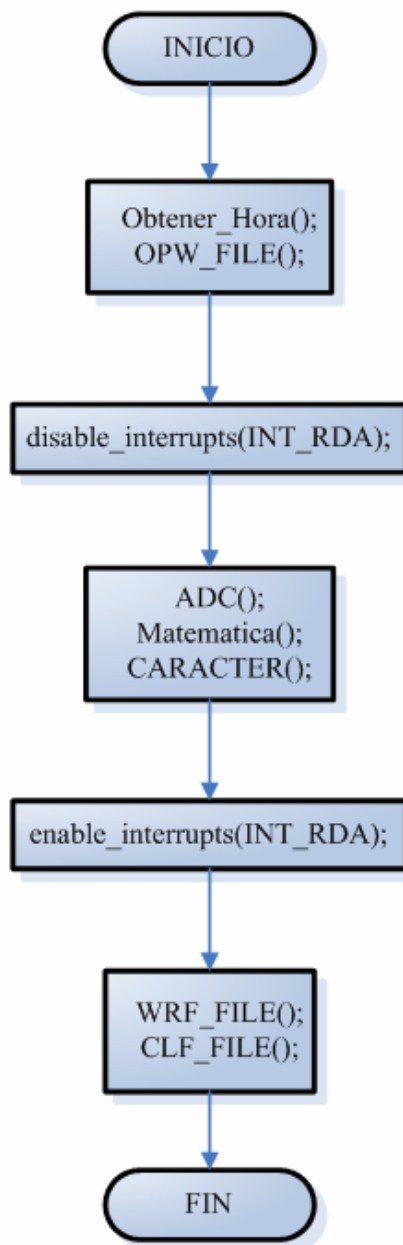 INICIO
Obtener_Hora();
OPW_FILE();
disable_interrupts(INT_RDA);
ADC();
Matematica();
CARACTER();
enable_interrupts(INT_RDA);
WRF_FILE();
CLF_FILE();
FIN